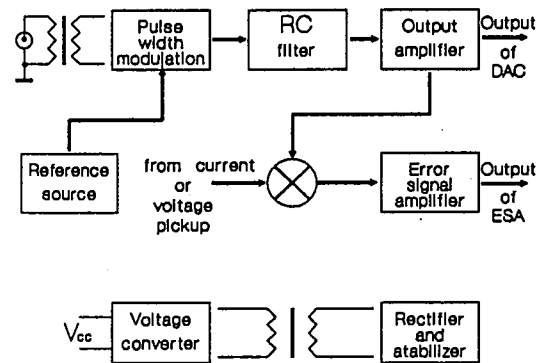 Pulse
width
modulation
RC
filter
Output
amplifier
Output
of
DAC
Reference
source
from current
or
voltage
pickup
Error
signal
amplifier
Output
of
ESA
Vcc
Voltage
converter
Rectifier
and
atabilizer